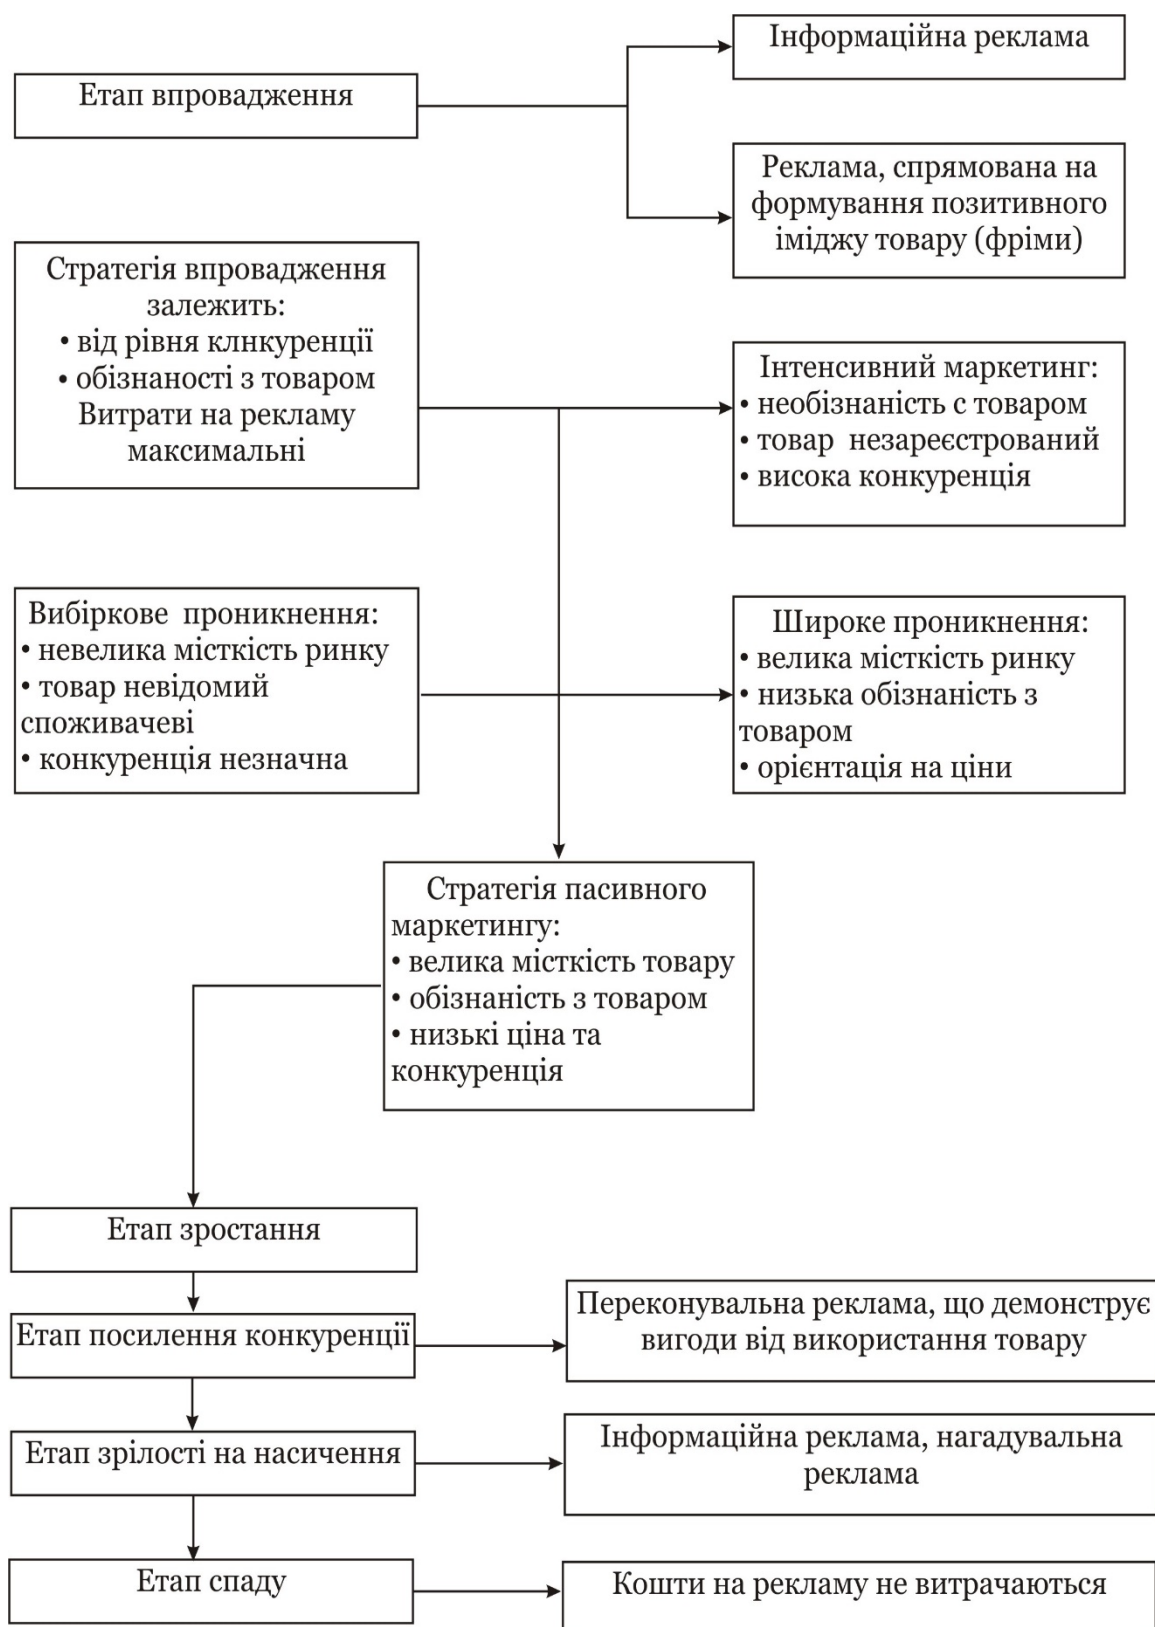 Інформаційна реклама
Етап впровадження
Реклама, спрямована на
формування позитивного
іміджу товару (фріми)
Стратегія впровадження
залежить:
• від рівня клнкуренції
• обізнаності з товаром
Витрати на рекламу
максимальні
Інтенсивний маркетинг:
• необізнаність с товаром
• товар незареєстрований
• висока конкуренція
Вибіркове проникнення:
• невелика місткість ринку
• товар невідомий
споживачеві
• конкуренція незначна
Широке проникнення:
• велика місткість ринку
• низька обізнаність з
товаром
• орієнтація на ціни
Стратегія пасивного
маркетингу:
• велика місткість товару
• обізнаність з товаром
• низькі ціна та
конкуренція
Етап зростання
Етап посилення конкуренції
Переконувальна реклама, що демонструє
вигоди від використання товару
Етап зрілості на насичення
Інформаційна реклама, нагадувальна
реклама
Етап спаду
Кошти на рекламу не витрачаються